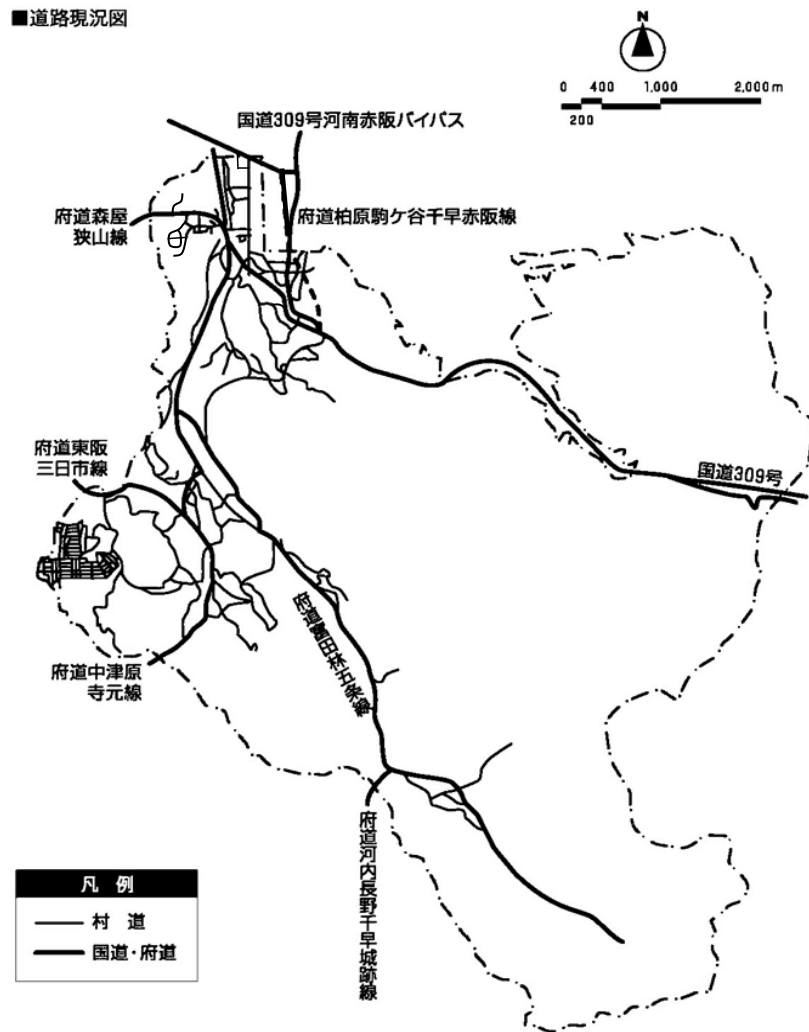 ■道路現況図
N
0 400 1,000 2,000m
200
国道309号河南赤阪バイパス
府道森屋
狭山線
府道柏原駒ケ谷千早赤阪線
府道東阪
三日市線
国道309号
府道中津原
寺元線
府道富田林五条線
府道河内長野千早城跡線
凡 例
村 道
国道・府道